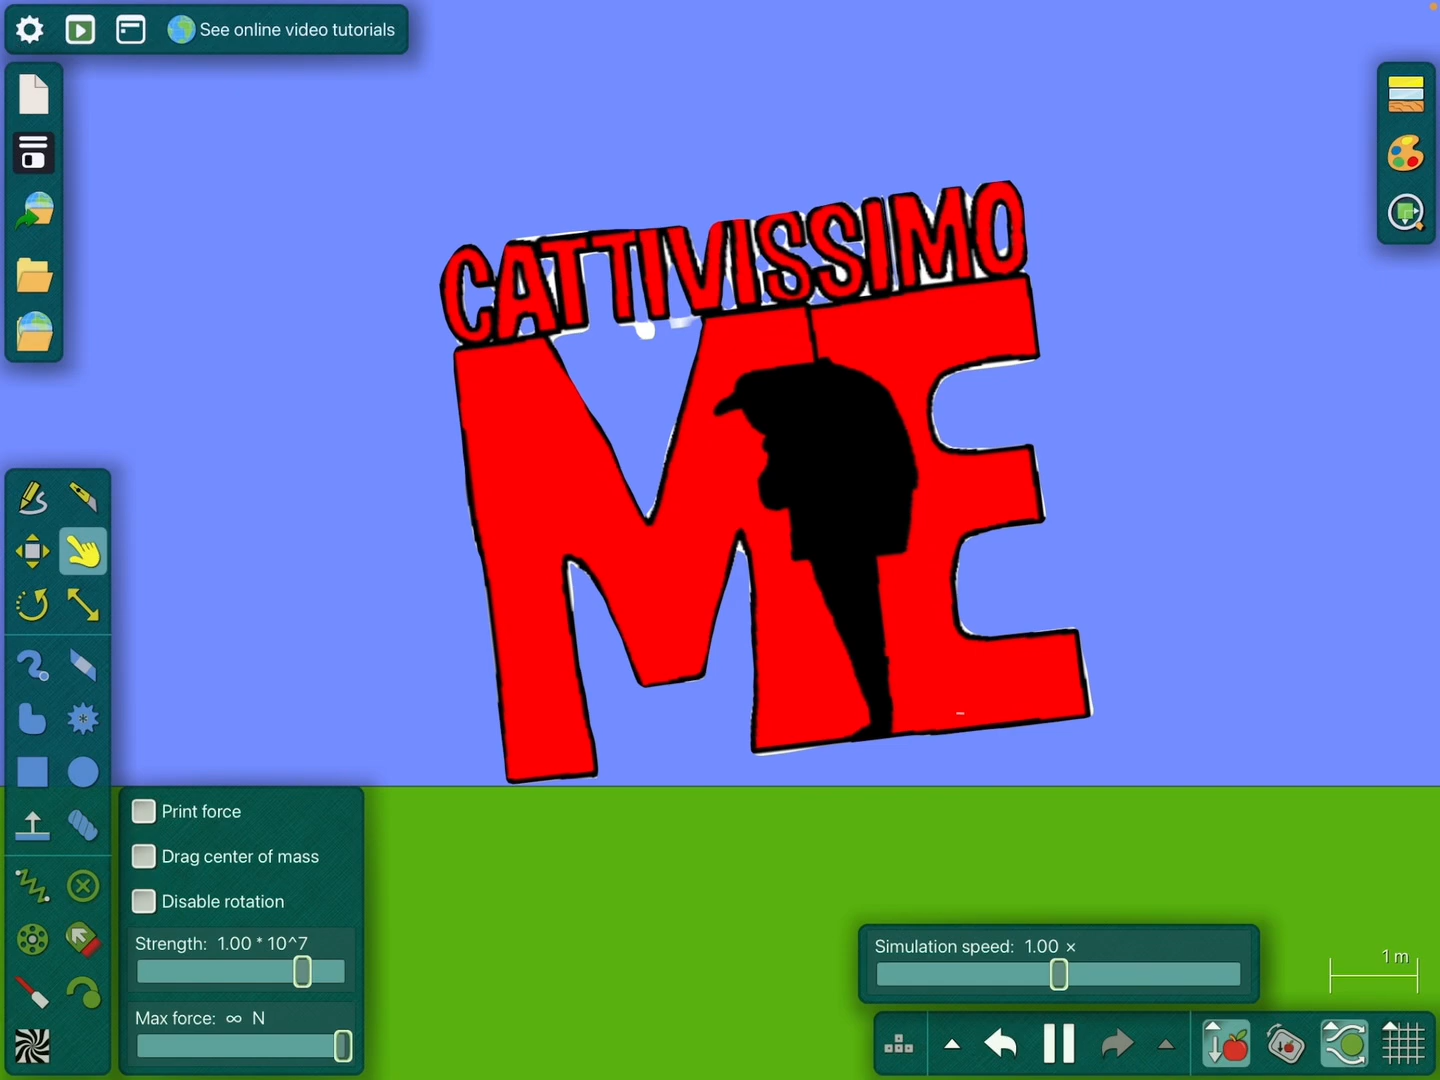 See online video tutorials
CATTIVISSIMO
ME
Print force
Drag center of mass
Disable rotation
Strength: 1.00 * 10^7
Max force: ∞ N
Simulation speed: 1.00 ×
1 m